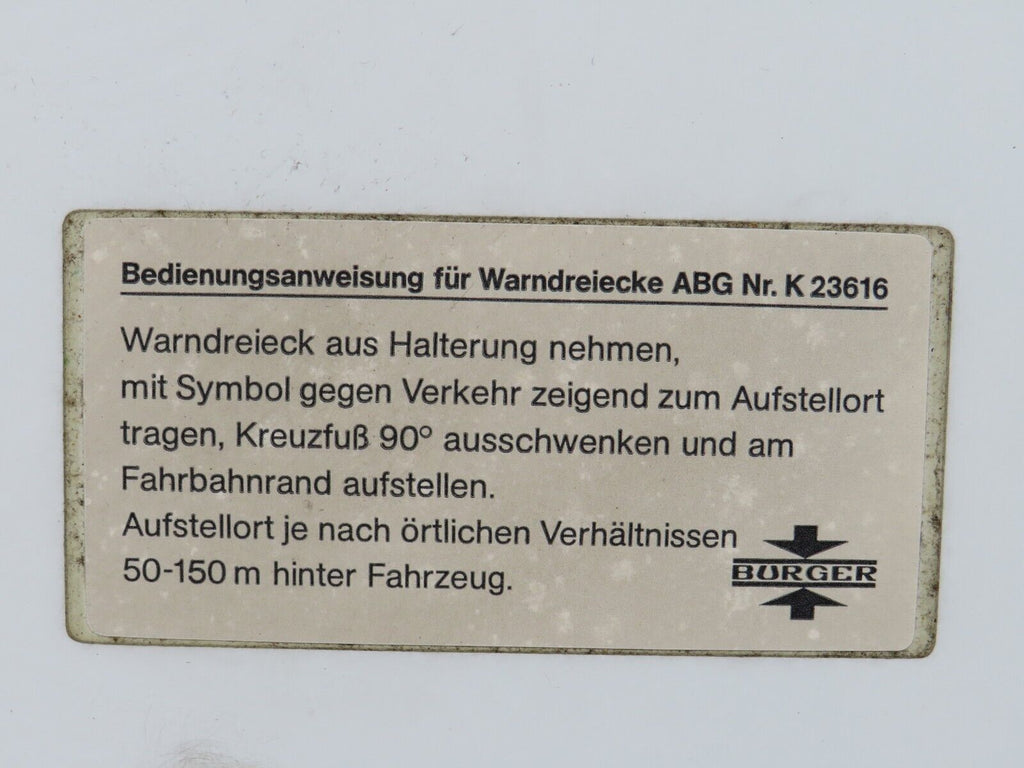 Bedienungsanweisung für Warndreiecke ABG Nr. K 23616
Warndreieck aus Halterung nehmen,
mit Symbol gegen Verkehr zeigend zum Aufstellort
tragen, Kreuzfuß 90° ausschwenken und am
Fahrbahnrand aufstellen.
Aufstellort je nach örtlichen Verhältnissen
50-150 m hinter Fahrzeug.
BURGER